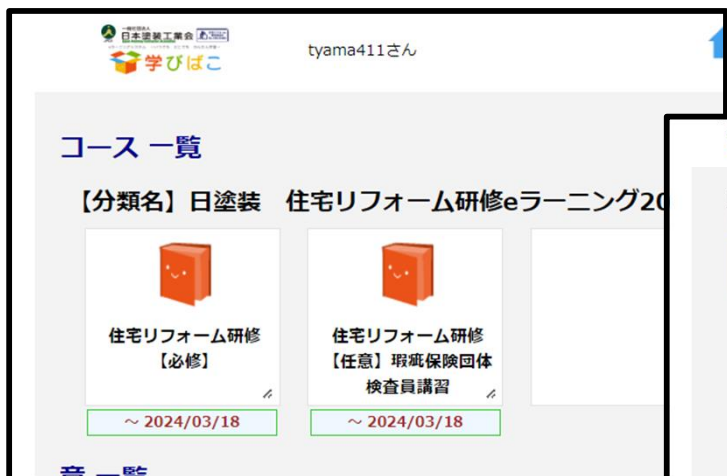 一般社団法人
日本塗装工業会
学びばこ
tyama411さん
コース 一覧
【分類名】日塗装 住宅リフォーム研修eラーニング20
住宅リフォーム研修
【必修】
住宅リフォーム研修
【任意】瑕疵保険団体
検査員講習
～ 2024/03/18
～ 2024/03/18
章 一覧